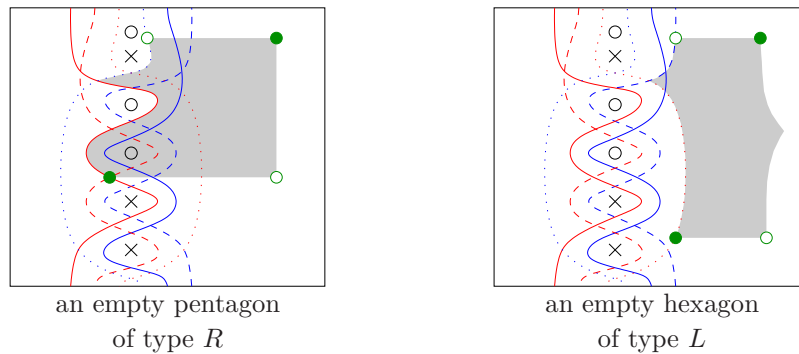 an empty pentagon
of type R
an empty hexagon
of type L